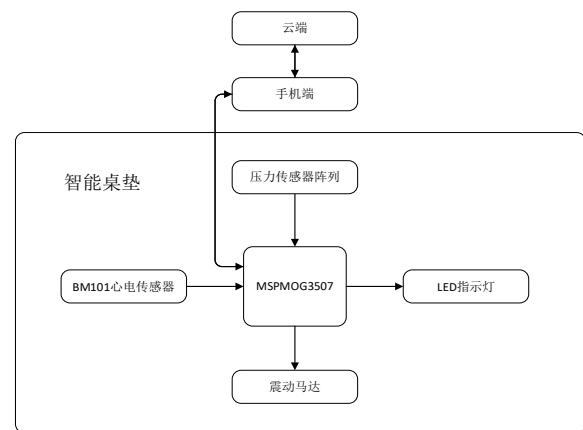 云端
手机端
智能桌垫
压力传感器阵列
BM101心电传感器
MSPMOG3507
LED指示灯
震动马达